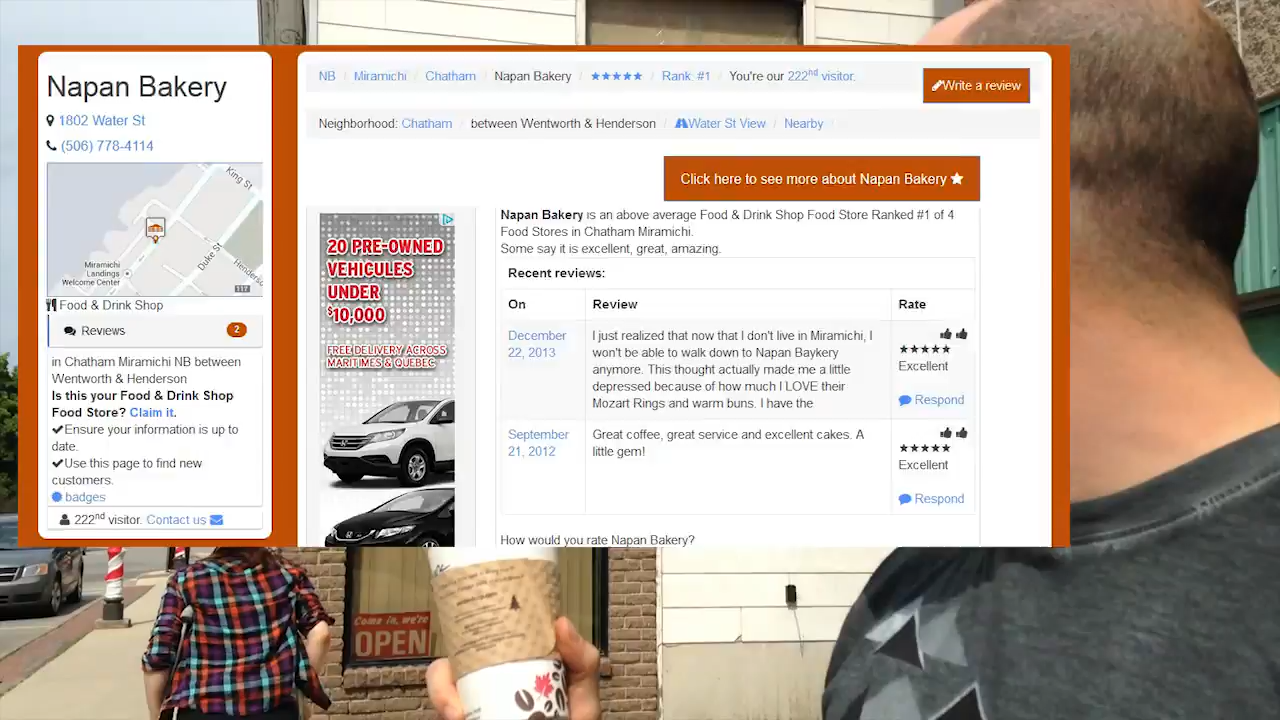 Napan Bakery
1802 Water St
(506) 778-4114
King St
Duke St
Henderso
Miramichi
Landings
Welcome Center
117
Food & Drink Shop
Reviews 2
in Chatham Miramichi NB between
Wentworth & Henderson
Is this your Food & Drink Shop
Food Store? Claim it.
Ensure your information is up to
date.
Use this page to find new
customers.
badges
222nd visitor. Contact us
NB / Miramichi / Chatham / Napan Bakery / ★★★★★ / Rank: #1 / You're our 222nd visitor.
Write a review
Neighborhood: Chatham / between Wentworth & Henderson / Water St View / Nearby
Click here to see more about Napan Bakery
20 PRE-OWNED
VEHICULES
UNDER
$10,000
FREE DELIVERY ACROSS
MARITIMES & QUEBEC
Napan Bakery is an above average Food & Drink Shop Food Store Ranked #1 of 4
Food Stores in Chatham Miramichi.
Some say it is excellent, great, amazing.
Recent reviews:
On Review Rate
December
22, 2013
I just realized that now that I don't live in Miramichi, I
won't be able to walk down to Napan Baykery
anymore. This thought actually made me a little
depressed because of how much I LOVE their
Mozart Rings and warm buns. I have the
★★★★★
Excellent
Respond
September
21, 2012
Great coffee, great service and excellent cakes. A
little gem!
★★★★★
Excellent
Respond
How would you rate Napan Bakery?
Come in, we're
OPEN